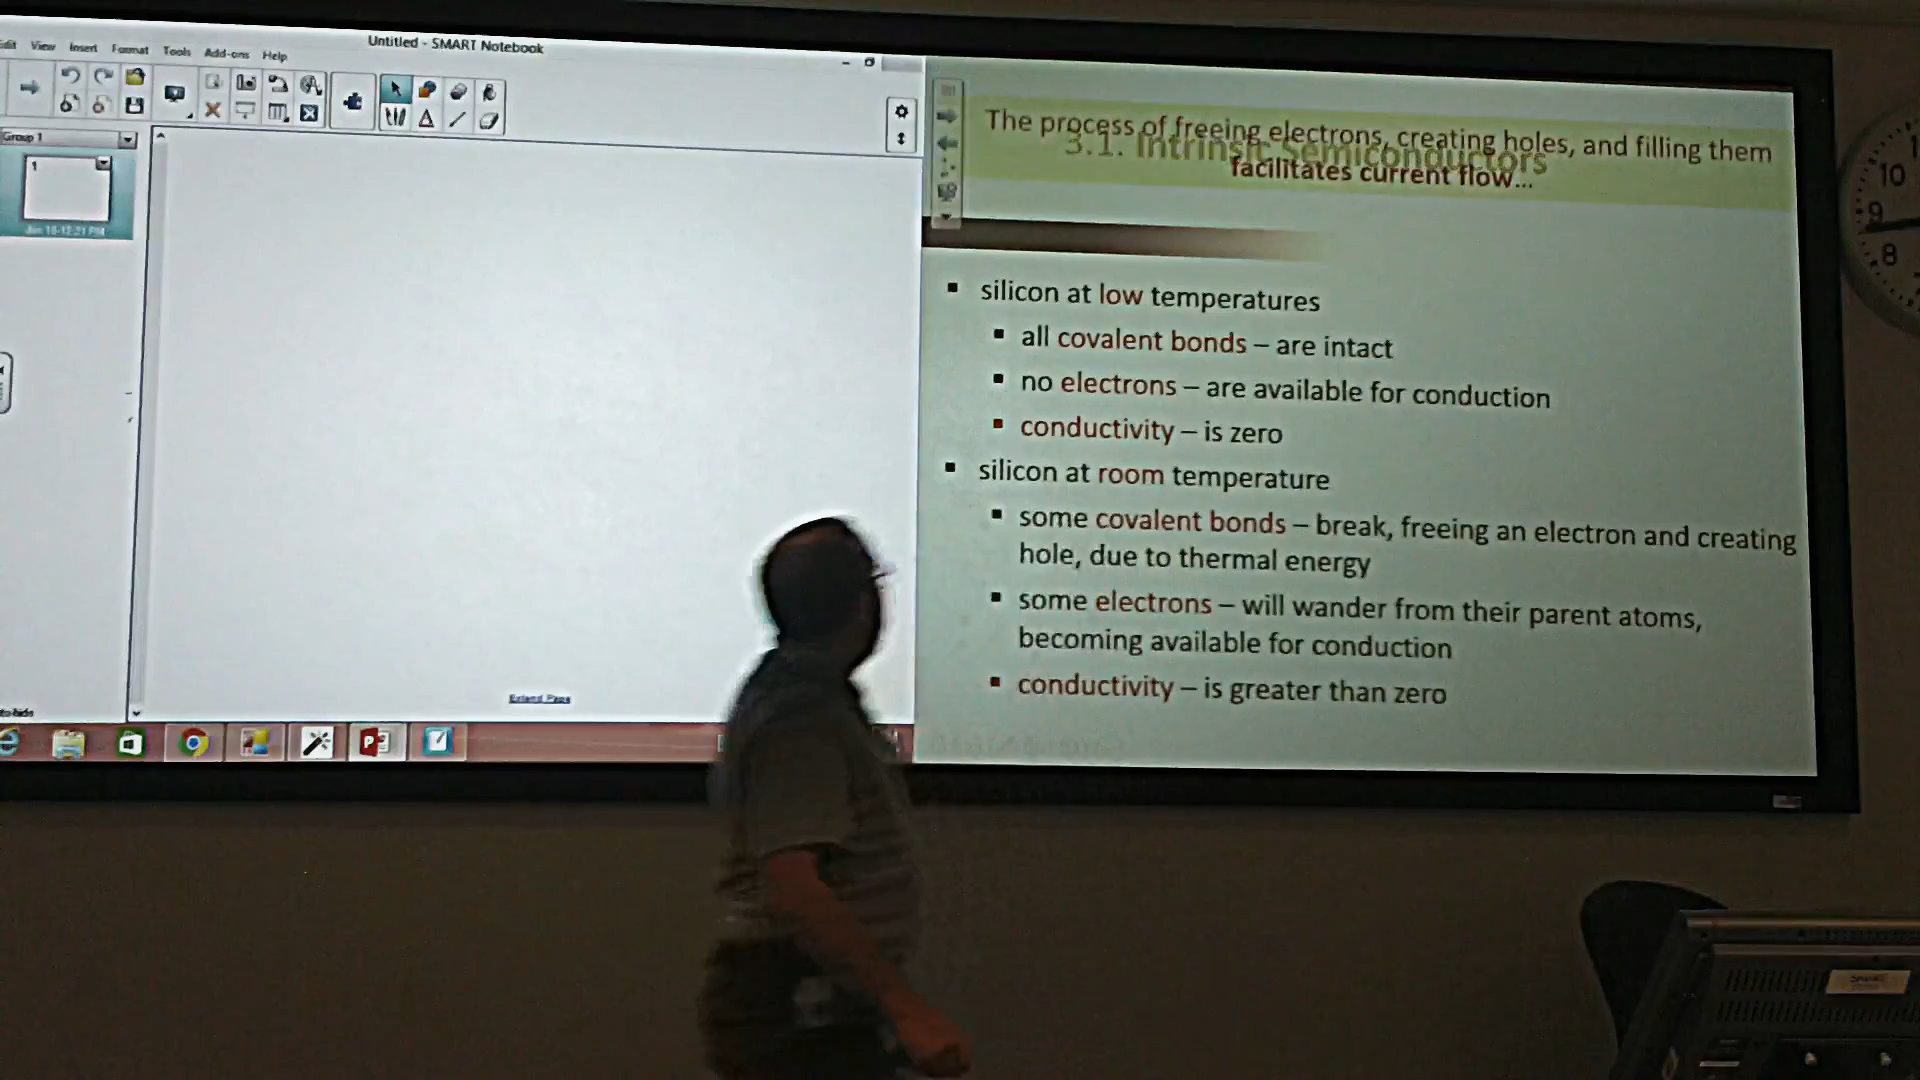 Untitled - SMART Notebook
Edit View Insert Format Tools Add-ons Help
Group 1
1
Extend Page
The process of freeing electrons, creating holes, and filling them
3.1. Intrinsic Semiconductors
facilitates current flow...
▪ silicon at low temperatures
▪ all covalent bonds – are intact
▪ no electrons – are available for conduction
▪ conductivity – is zero
▪ silicon at room temperature
▪ some covalent bonds – break, freeing an electron and creating
hole, due to thermal energy
▪ some electrons – will wander from their parent atoms,
becoming available for conduction
▪ conductivity – is greater than zero
10
9
8